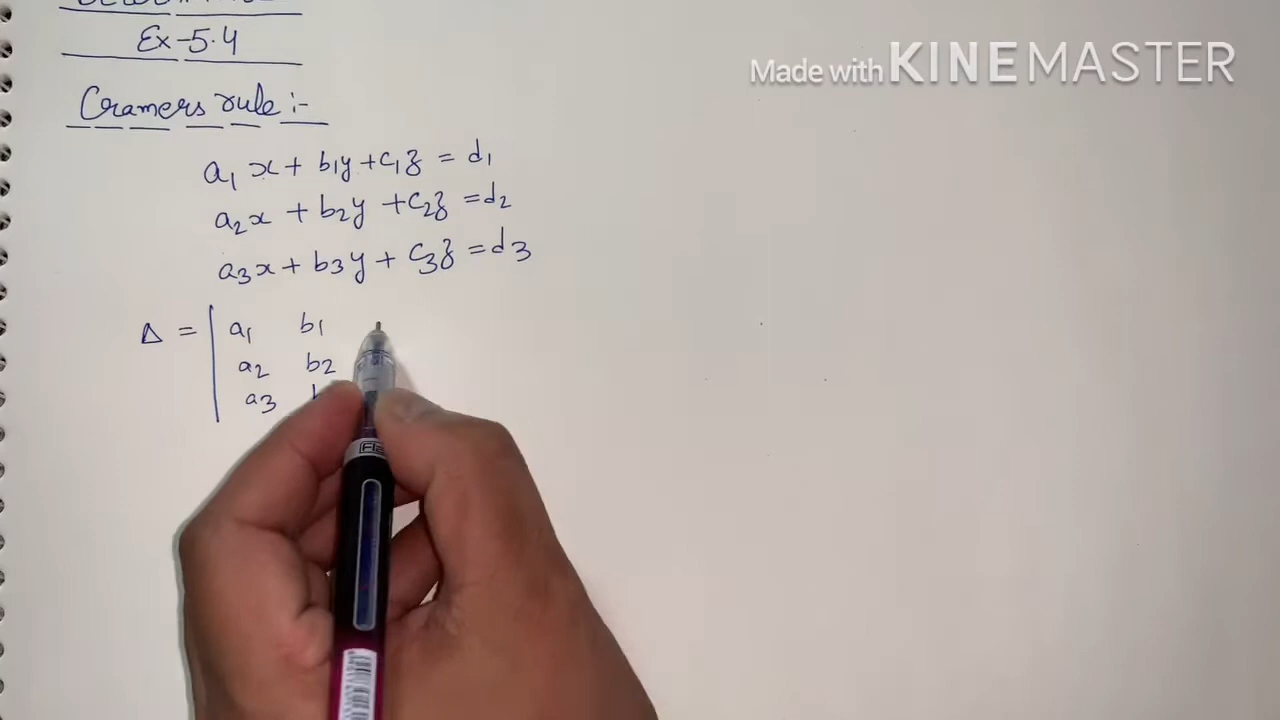 Ex-5.4
Made with KINEMASTER
Cramers rule :-
a1 x + b1y + c1z = d1
a2x + b2y + c2z = d2
a3x + b3y + c3z = d3
Δ = | a1 b1
a2 b2
a3